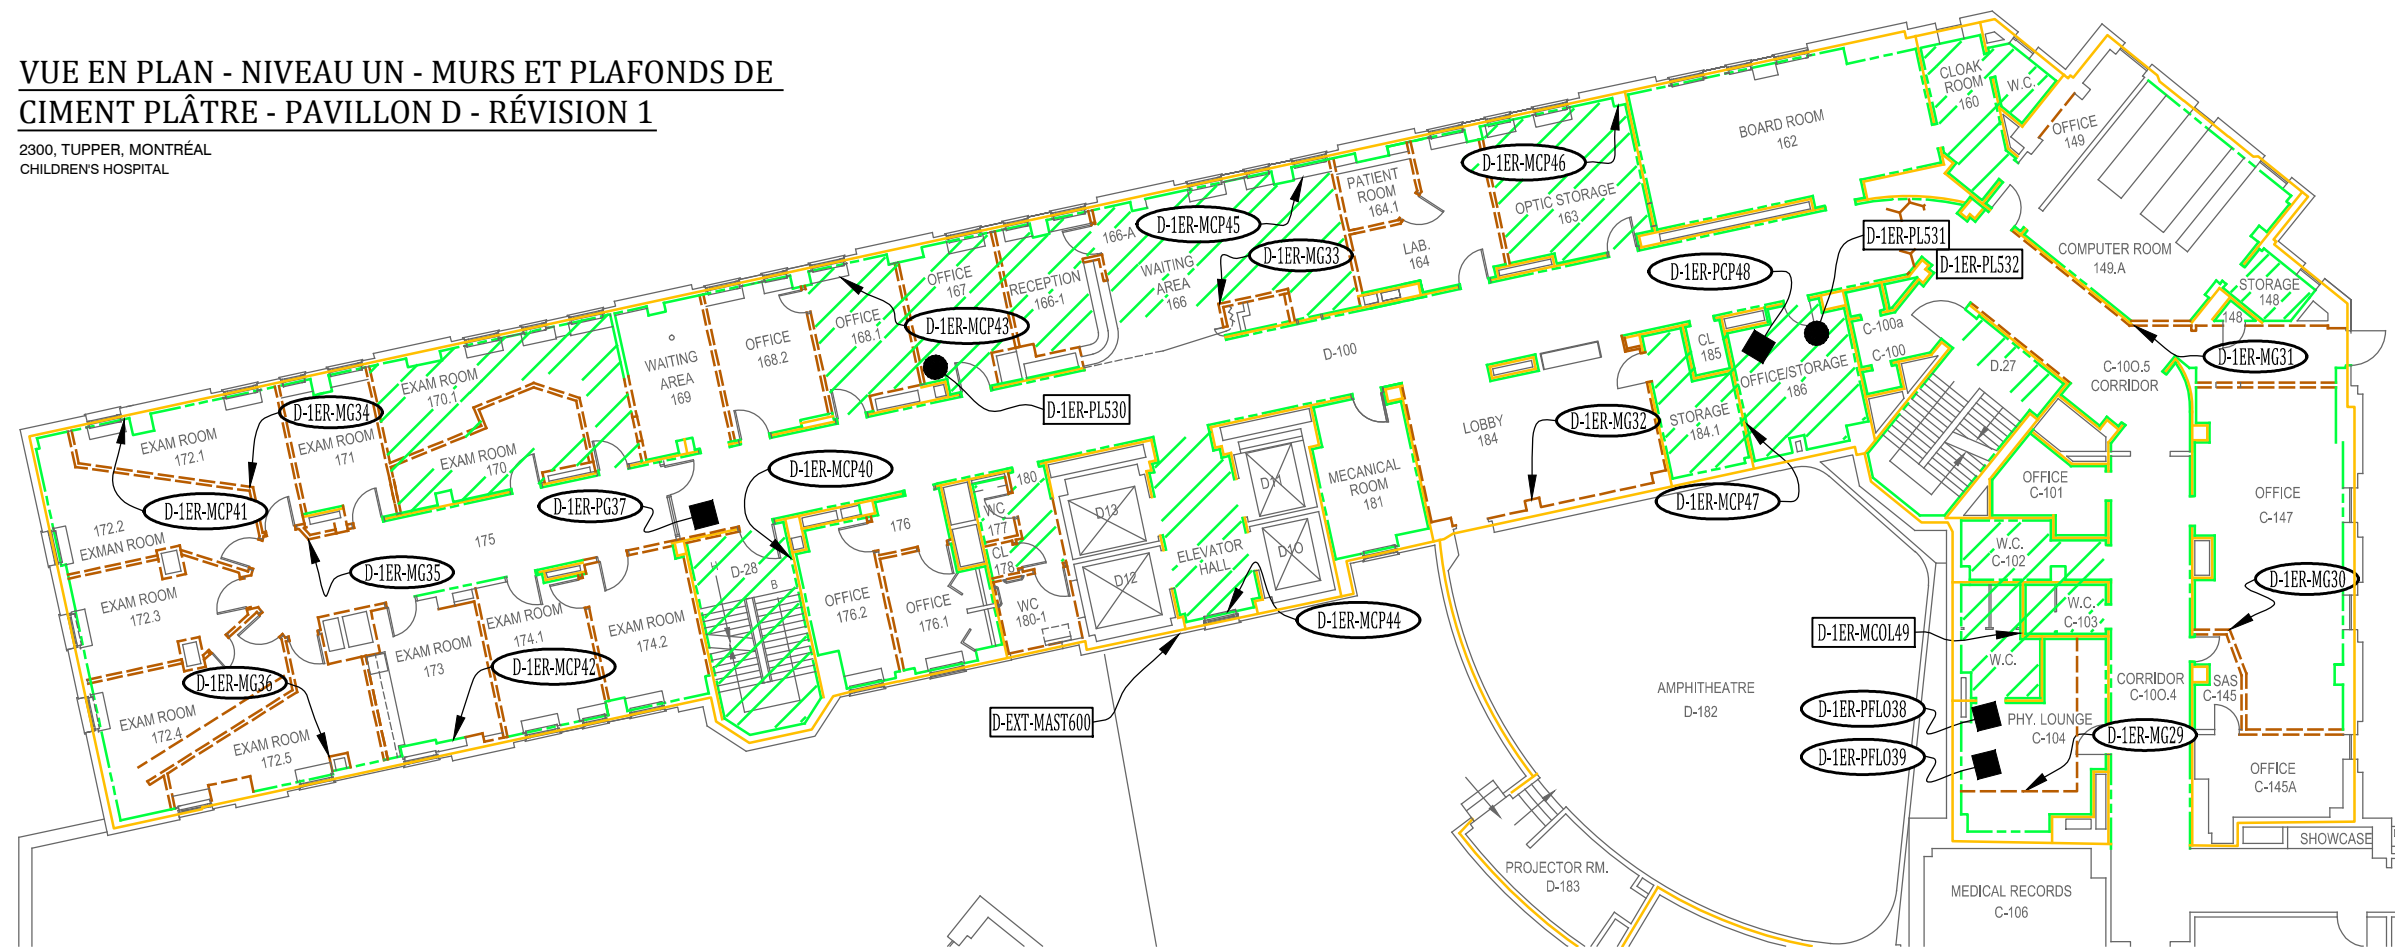 VUE EN PLAN - NIVEAU UN - MURS ET PLAFONDS DE
CIMENT PLÂTRE - PAVILLON D - RÉVISION 1
2300, TUPPER, MONTRÉAL
CHILDREN'S HOSPITAL
CLOAK
ROOM
160
W.C.
OFFICE
149
BOARD ROOM
162
D-1ER-MCP46
PATIENT
ROOM
164.1
OPTIC STORAGE
163
D-1ER-MCP45
166-A
LAB.
164
D-1ER-MG33
D-1ER-PL531
D-1ER-PL532
D-1ER-PCP48
COMPUTER ROOM
149.A
STORAGE
148
148
WAITING
AREA
166
RECEPTION
166-1
OFFICE
167
D-1ER-MCP43
OFFICE
168.1
OFFICE
168.2
WAITING
AREA
169
D-100
CL
185
C-100a
C-100
OFFICE/STORAGE
186
D.27
C-100.5
CORRIDOR
D-1ER-MG31
EXAM ROOM
170.1
D-1ER-PL530
D-1ER-MG34
EXAM ROOM
172.1
EXAM ROOM
171
EXAM ROOM
170
LOBBY
184
D-1ER-MG32
STORAGE
184.1
D-1ER-MCP40
D-1ER-MCP41
D-1ER-PG37
D-1ER-MCP47
MECANICAL
ROOM
181
D11
D10
D13
D12
180
WC
177
CL
178
176
ELEVATOR
HALL
OFFICE
C-101
OFFICE
C-147
172.2
EXMAN ROOM
175
D-1ER-MG35
D-28
H
B
W.C.
C-102
D-1ER-MG30
EXAM ROOM
172.3
EXAM ROOM
174.1
EXAM ROOM
174.2
OFFICE
176.2
OFFICE
176.1
WC
180-1
D-1ER-MCP44
W.C.
C-103
D-1ER-MCOL49
EXAM ROOM
173
D-1ER-MCP42
D-1ER-MG36
W.C.
CORRIDOR
C-100.4
SAS
C-145
AMPHITHEATRE
D-182
EXAM ROOM
172.4
EXAM ROOM
172.5
D-EXT-MAST600
D-1ER-PFLO38
PHY. LOUNGE
C-104
D-1ER-MG29
D-1ER-PFLO39
OFFICE
C-145A
SHOWCASE
PROJECTOR RM.
D-183
MEDICAL RECORDS
C-106